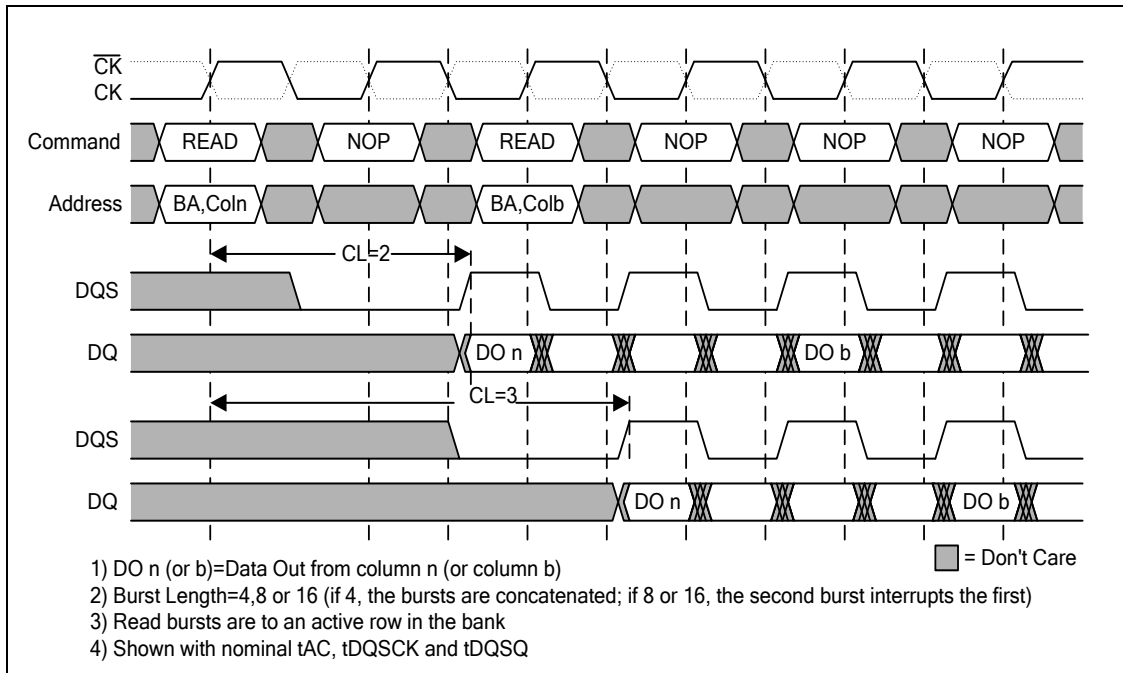 CK
CK
Command READ NOP READ NOP NOP NOP
Address BA,Coln BA,Colb
CL=2
DQS
DQ DO n DO b
CL=3
DQS
DQ DO n DO b
= Don't Care
1) DO n (or b)=Data Out from column n (or column b)
2) Burst Length=4,8 or 16 (if 4, the bursts are concatenated; if 8 or 16, the second burst interrupts the first)
3) Read bursts are to an active row in the bank
4) Shown with nominal tAC, tDQSCK and tDQSQ